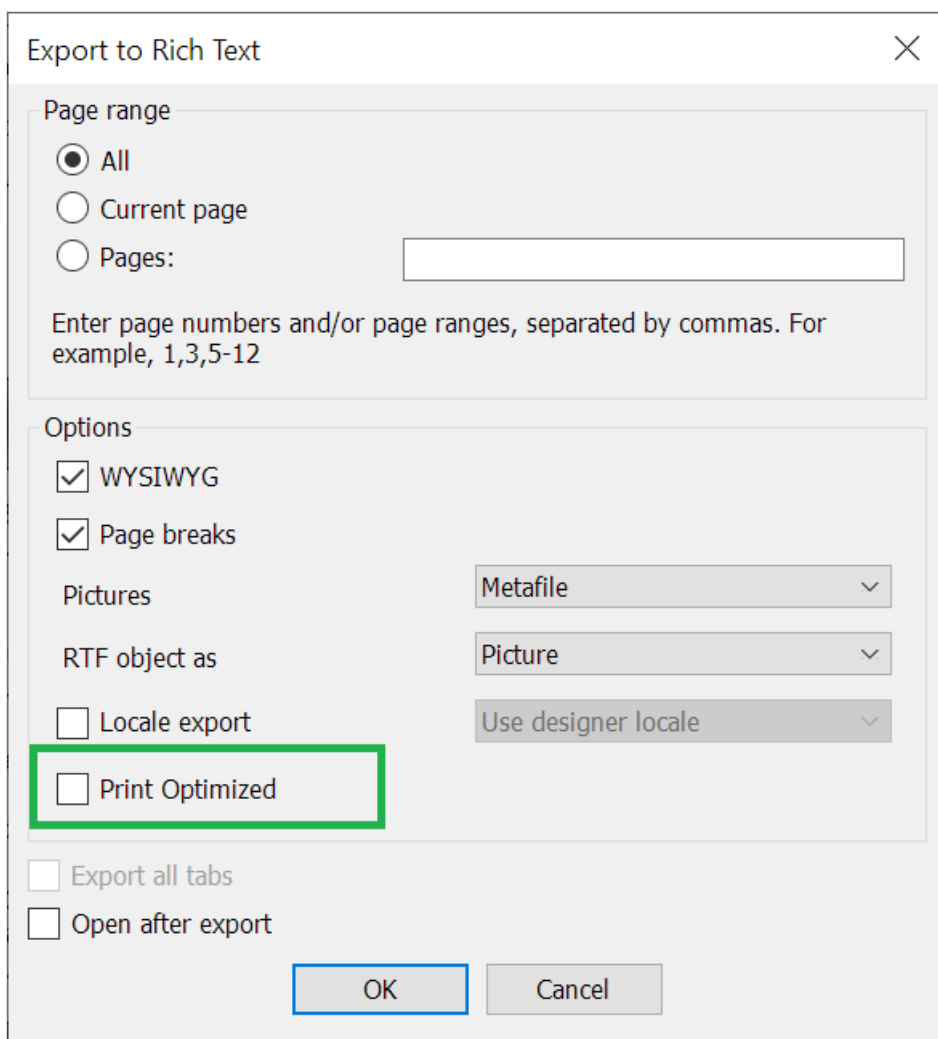 Export to Rich Text
Page range
All
Current page
Pages:
Enter page numbers and/or page ranges, separated by commas. For
example, 1,3,5-12
Options
WYSIWYG
Page breaks
Pictures Metafile
RTF object as Picture
Locale export Use designer locale
Print Optimized
Export all tabs
Open after export
OK Cancel